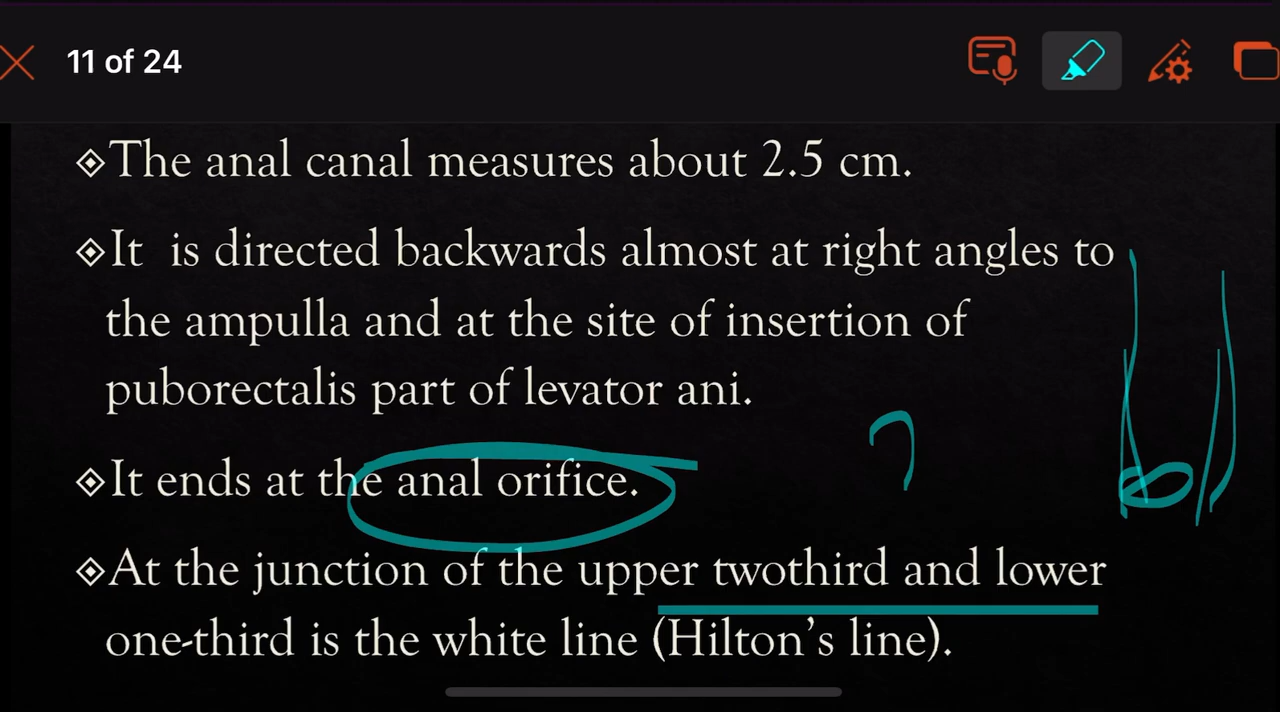 11 of 24
The anal canal measures about 2.5 cm.
It is directed backwards almost at right angles to
the ampulla and at the site of insertion of
puborectalis part of levator ani.
It ends at the anal orifice.
At the junction of the upper twothird and lower
one-third is the white line (Hilton's line).